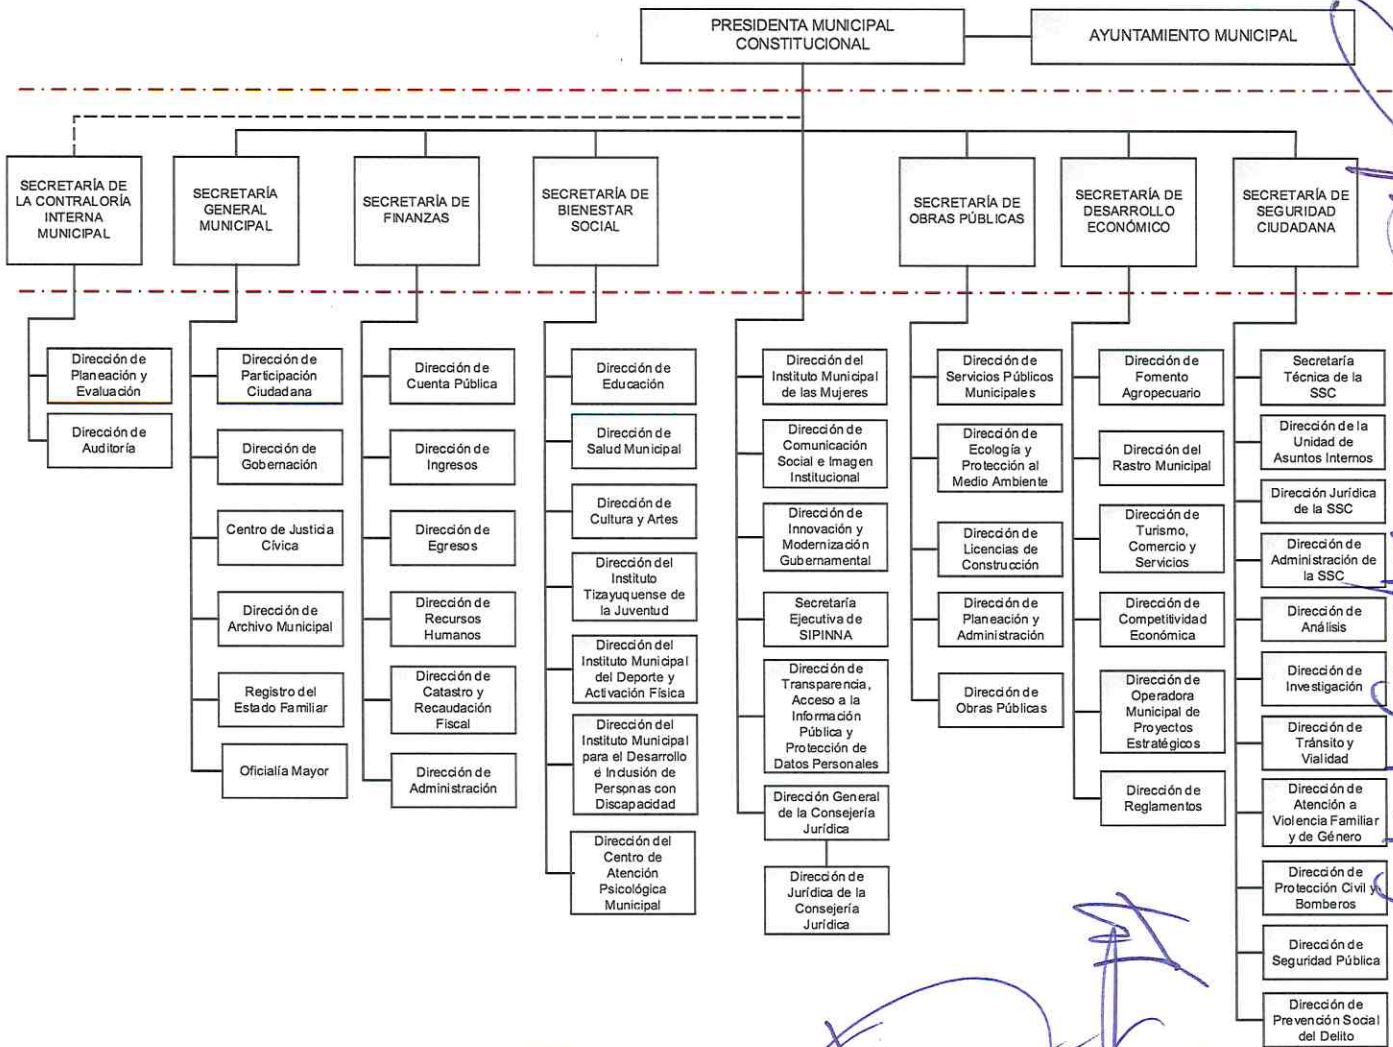 PRESIDENTA MUNICIPAL
CONSTITUCIONAL
AYUNTAMIENTO MUNICIPAL
SECRETARÍA DE
LA CONTRALORÍA
INTERNA
MUNICIPAL
SECRETARÍA
GENERAL
MUNICIPAL
SECRETARÍA DE
FINANZAS
SECRETARÍA DE
BIENESTAR
SOCIAL
SECRETARÍA DE
OBRAS PÚBLICAS
SECRETARÍA DE
DESARROLLO
ECONÓMICO
SECRETARÍA DE
SEGURIDAD
CIUDADANA
Dirección de
Planeación y
Evaluación
Dirección de
Auditoría
Dirección de
Participación
Ciudadana
Dirección de
Gobernación
Centro de Justicia
Cívica
Dirección de
Archivo Municipal
Registro del
Estado Familiar
Oficialía Mayor
Dirección de
Cuenta Pública
Dirección de
Ingresos
Dirección de
Egresos
Dirección de
Recursos
Humanos
Dirección de
Catastro y
Recaudación
Fiscal
Dirección de
Administración
Dirección de
Educación
Dirección de
Salud Municipal
Dirección de
Cultura y Artes
Dirección del
Instituto
Tizayuquense de
la Juventud
Dirección del
Instituto Municipal
del Deporte y
Activación Física
Dirección del
Instituto Municipal
para el Desarrollo
e Inclusión de
Personas con
Discapacidad
Dirección del
Centro de
Atención
Psicológica
Municipal
Dirección del
Instituto Municipal
de las Mujeres
Dirección de
Comunicación
Social e Imagen
Institucional
Dirección de
Innovación y
Modernización
Gubernamental
Secretaría
Ejecutiva de
SIPINNA
Dirección de
Transparencia,
Acceso a la
Información
Pública y
Protección de
Datos Personales
Dirección General
de la Consejería
Jurídica
Dirección de
Jurídica de la
Consejería
Jurídica
Dirección de
Servicios Públicos
Municipales
Dirección de
Ecología y
Protección al
Medio Ambiente
Dirección de
Licencias de
Construcción
Dirección de
Planeación y
Administración
Dirección de
Obras Públicas
Dirección de
Fomento
Agropecuario
Dirección del
Rastro Municipal
Dirección de
Turismo,
Comercio y
Servicios
Dirección de
Competitividad
Económica
Dirección de
Operadora
Municipal de
Proyectos
Estratégicos
Dirección de
Reglamentos
Secretaría
Técnica de la
SSC
Dirección de la
Unidad de
Asuntos Internos
Dirección Jurídica
de la SSC
Dirección de
Administración de
la SSC
Dirección de
Análisis
Dirección de
Investigación
Dirección de
Tránsito y
Vialidad
Dirección de
Atención a
Violencia Familiar
y de Género
Dirección de
Protección Civil y
Bomberos
Dirección de
Seguridad Pública
Dirección de
Prevención Social
del Delito